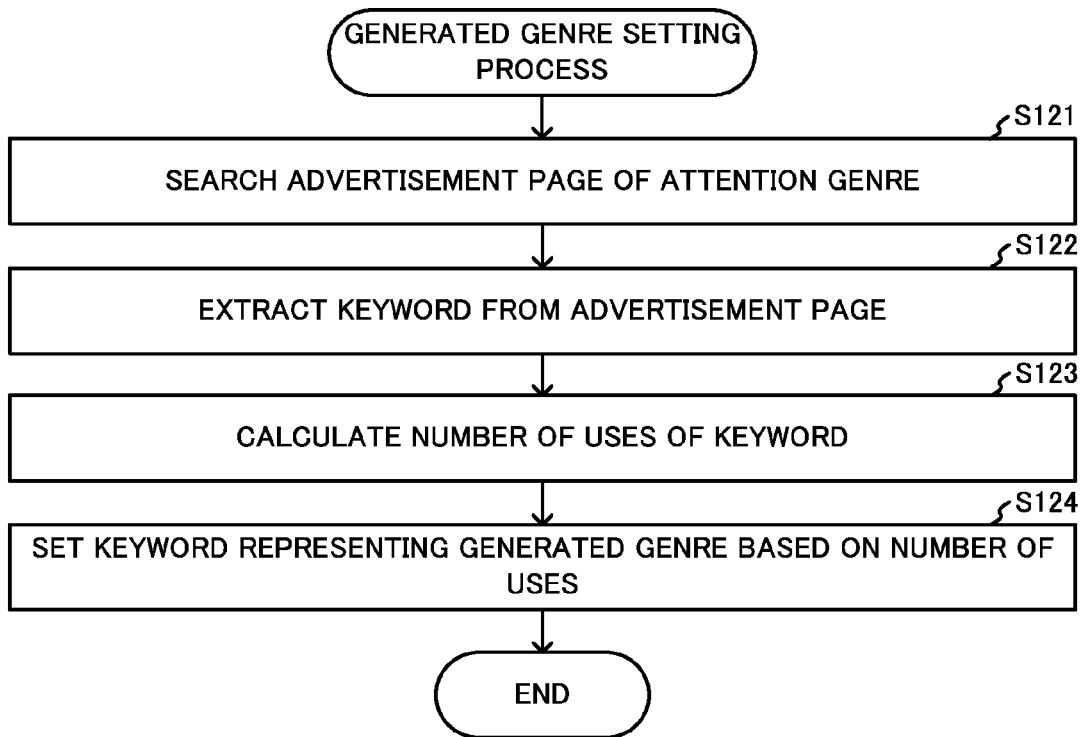 GENERATED GENRE SETTING
PROCESS
S121
SEARCH ADVERTISEMENT PAGE OF ATTENTION GENRE
S122
EXTRACT KEYWORD FROM ADVERTISEMENT PAGE
S123
CALCULATE NUMBER OF USES OF KEYWORD
S124
SET KEYWORD REPRESENTING GENERATED GENRE BASED ON NUMBER OF
USES
END